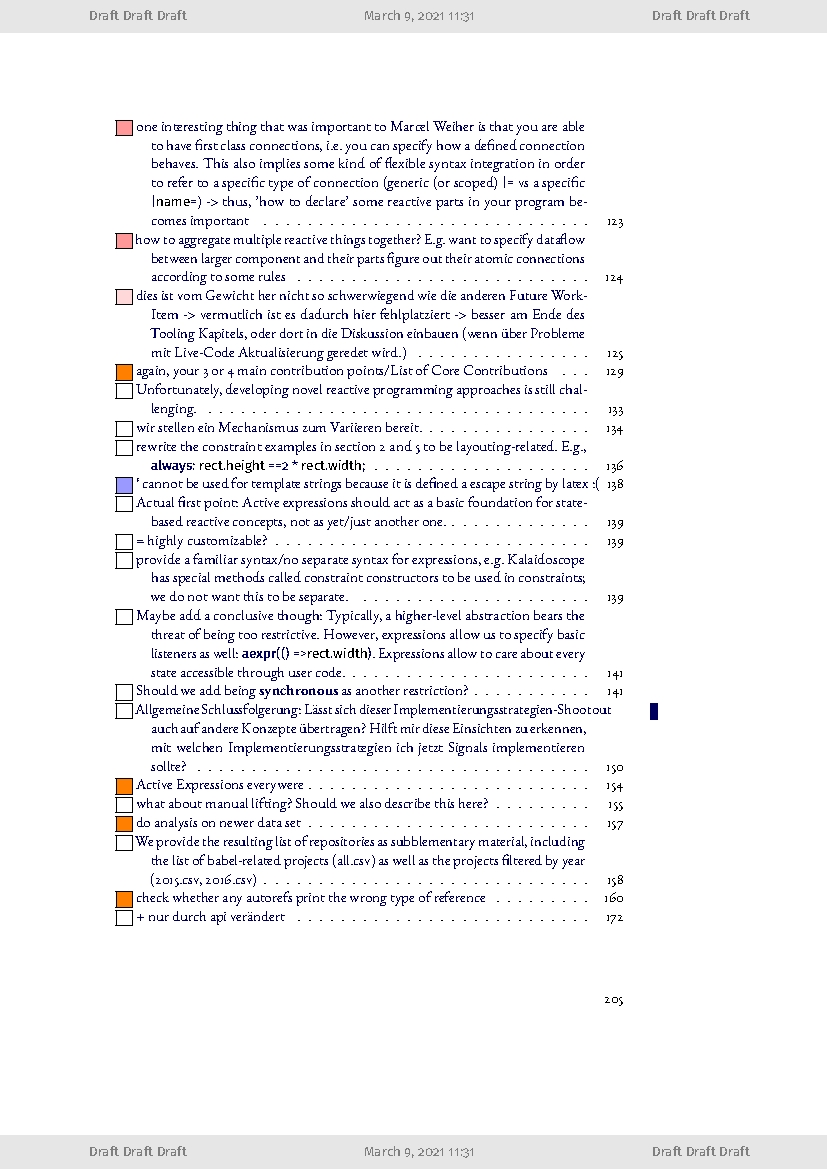 Draft Draft Draft March 9, 2021 11:31 Draft Draft Draft
one interesting thing that was important to Marcel Weiher is that you are able
to have first class connections, i.e. you can specify how a defined connection
behaves. This also implies some kind of flexible syntax integration in order
to refer to a specific type of connection (generic (or scoped) |= vs a specific
|name=) -> thus, 'how to declare' some reactive parts in your program be-
comes important . . . . . . . . . . . . . . . . . . . . . . . . . . . . . . 123
how to aggregate multiple reactive things together? E.g. want to specify dataflow
between larger component and their parts figure out their atomic connections
according to some rules . . . . . . . . . . . . . . . . . . . . . . . . . . . 124
dies ist vom Gewicht her nicht so schwerwiegend wie die anderen Future Work-
Item -> vermutlich ist es dadurch hier fehlplatziert -> besser am Ende des
Tooling Kapitels, oder dort in die Diskussion einbauen (wenn über Probleme
mit Live-Code Aktualisierung geredet wird..) . . . . . . . . . . . . . . . 125
again, your 3 or 4 main contribution points/List of Core Contributions . . . 129
Unfortunately, developing novel reactive programming approaches is still chal-
lenging. . . . . . . . . . . . . . . . . . . . . . . . . . . . . . . . . . . 133
wir stellen ein Mechanismus zum Variieren bereit. . . . . . . . . . . . . . 134
rewrite the constraint examples in section 2 and 5 to be layouting-related. E.g.,
always: rect.height ==2 * rect.width; . . . . . . . . . . . . . . . . . . . 136
' cannot be used for template strings because it is defined a escape string by latex :( 138
Actual first point: Active expressions should act as a basic foundation for state-
based reactive concepts, not as yet/just another one. . . . . . . . . . . . 139
= highly customizable? . . . . . . . . . . . . . . . . . . . . . . . . . . . . 139
provide a familiar syntax/no separate syntax for expressions, e.g. Kalaidoscope
has special methods called constraint constructors to be used in constraints;
we do not want this to be separate. . . . . . . . . . . . . . . . . . . . . . 139
Maybe add a conclusive though: Typically, a higher-level abstraction bears the
threat of being too restrictive. However, expressions allow us to specify basic
listeners as well: aexpr(() =>rect.width). Expressions allow to care about every
state accessible through user code. . . . . . . . . . . . . . . . . . . . . . 141
Should we add being synchronous as another restriction? . . . . . . . . . . 141
Allgemeine Schlussfolgerung: Lässt sich dieser Implementierungsstrategien-Shootout
auch auf andere Konzepte übertragen? Hilft mir diese Einsichten zu erkennen,
mit welchen Implementierungsstrategien ich jetzt Signals implementieren
sollte? . . . . . . . . . . . . . . . . . . . . . . . . . . . . . . . . . . . 150
Active Expressions everywere . . . . . . . . . . . . . . . . . . . . . . . . . 154
what about manual lifting? Should we also describe this here? . . . . . . . . 155
do analysis on newer data set . . . . . . . . . . . . . . . . . . . . . . . . . 157
We provide the resulting list of repositories as subblementary material, including
the list of babel-related projects (all.csv) as well as the projects filtered by year
(2015.csv, 2016.csv) . . . . . . . . . . . . . . . . . . . . . . . . . . . . . 158
check whether any autorefs print the wrong type of reference . . . . . . . . 160
+ nur durch api verändert . . . . . . . . . . . . . . . . . . . . . . . . . . 172
205
Draft Draft Draft March 9, 2021 11:31 Draft Draft Draft